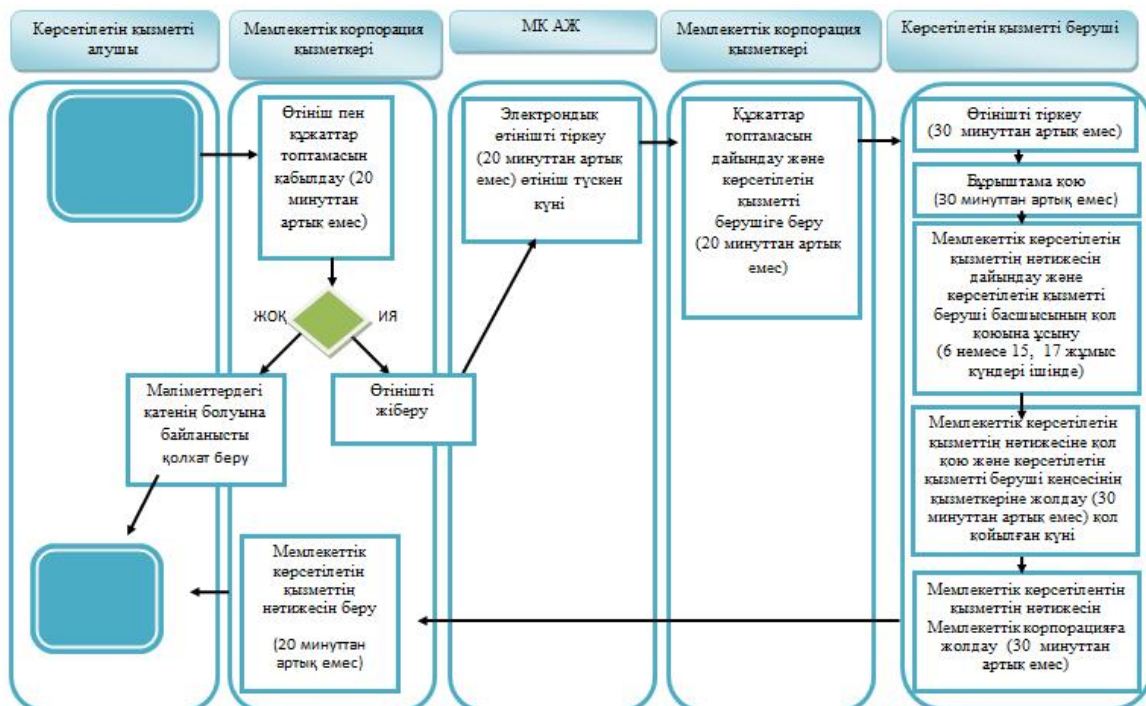 Көрсетілетін қызметті
алушы
Мемлекеттік корпорация
қызметкері
МК АЖ
Мемлекеттік корпорация
қызметкері
Көрсетілетін қызметті беруші
Өтініш пен
құжаттар
топтамасын
қабылдау (20
минуттан
артық емес)
ЖОҚ
ИЯ
Мәліметтердегі
қатенің болуына
байланысты
қолхат беру
Өтінішті
жіберу
Мемлекеттік
көрсетілетін
қызметтің
нәтижесін беру
(20 минуттан
артық емес)
Электрондық
өтінішті тіркеу
(20 минуттан артық
емес) өтініш түскен
күні
Құжаттар
топтамасын
дайындау және
көрсетілетін
қызметті
берушіге беру
(20 минуттан артық
емес)
Өтінішті тіркеу
(30 минуттан артық емес)
Бұрыштама қою
(30 минуттан артық емес)
Мемлекеттік көрсетілетін
қызметтің нәтижесін
дайындау және
көрсетілетін қызметті
беруші басшысының қол
қоюына ұсыну
(6 немесе 15, 17 жұмыс
күндері ішінде)
Мемлекеттік көрсетілетін
қызметтің нәтижесіне қол
қою және көрсетілетін
қызметті беруші кеңсесінің
қызметкеріне жолдау (30
минуттан артық емес) қол
қойылған күні
Мемлекеттік көрсетілентін
қызметтің нәтижесін
Мемлекеттік корпорацияға
жолдау (30 минуттан
артық емес)